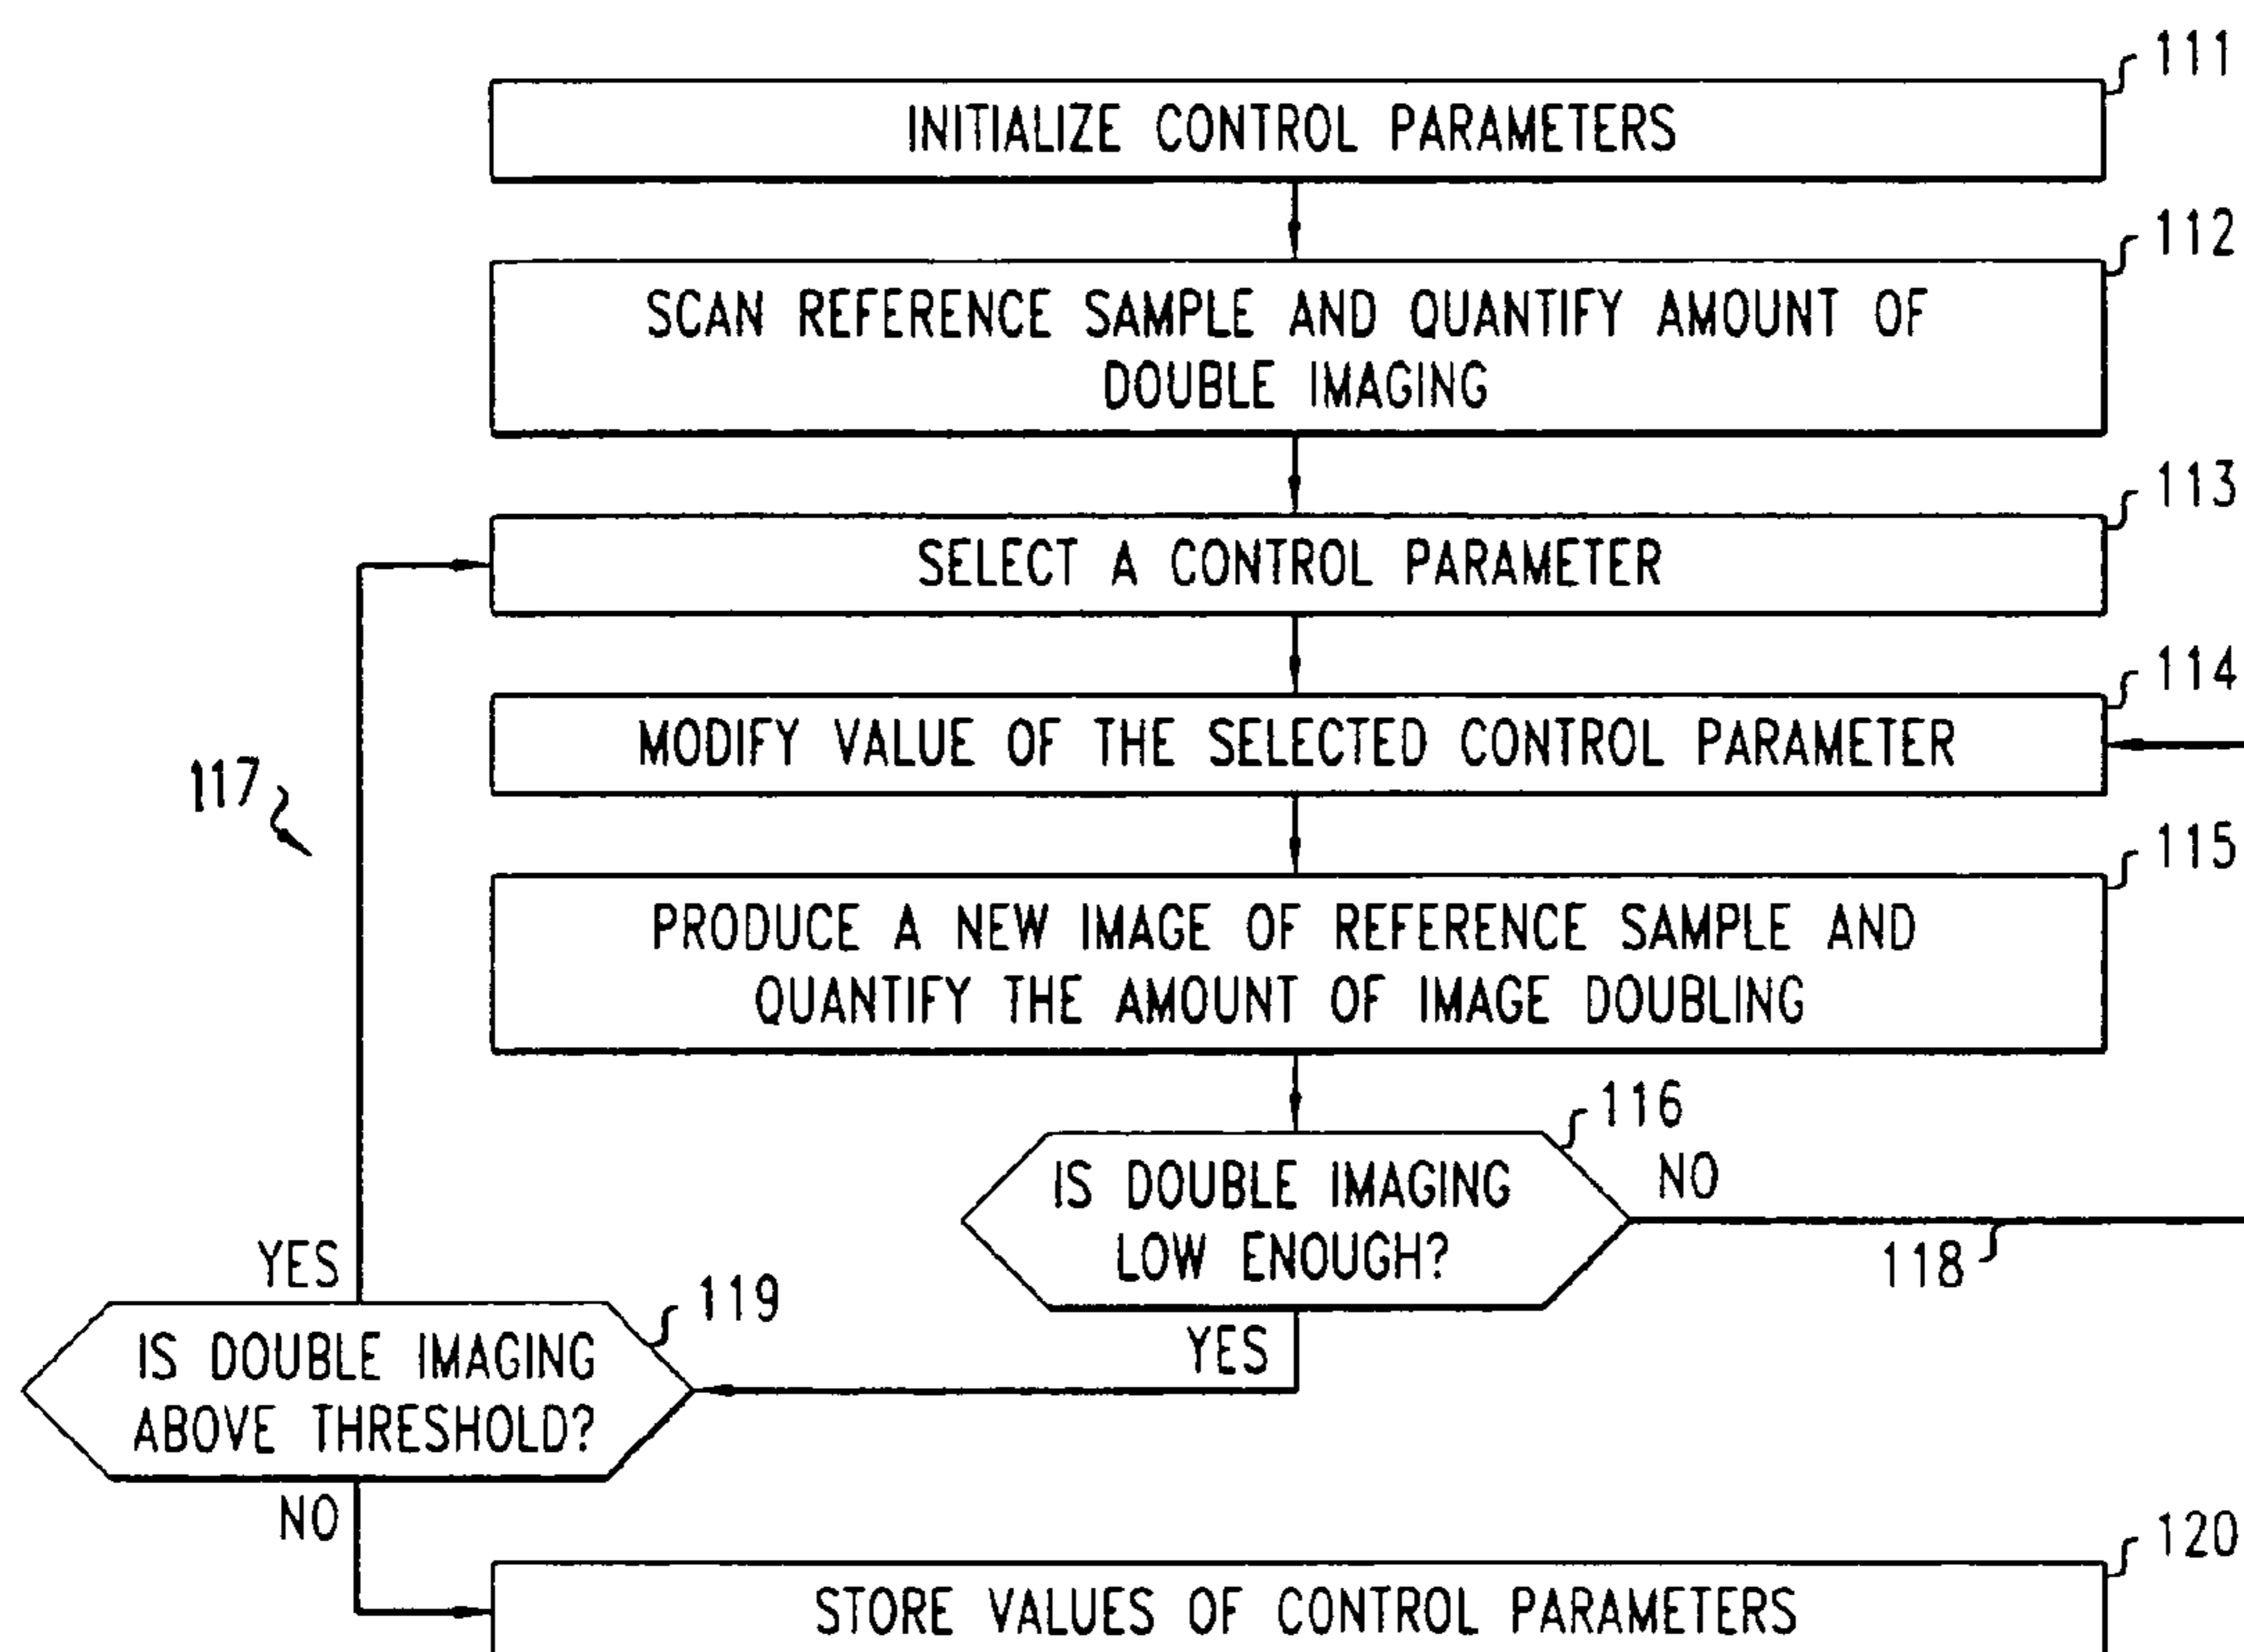 111
INITIALIZE CONTROL PARAMETERS
112
SCAN REFERENCE SAMPLE AND QUANTIFY AMOUNT OF
DOUBLE IMAGING
113
SELECT A CONTROL PARAMETER
114
MODIFY VALUE OF THE SELECTED CONTROL PARAMETER
117
115
PRODUCE A NEW IMAGE OF REFERENCE SAMPLE AND
QUANTIFY THE AMOUNT OF IMAGE DOUBLING
116
IS DOUBLE IMAGING
LOW ENOUGH?
NO
118
YES
YES
119
IS DOUBLE IMAGING
ABOVE THRESHOLD?
NO
120
STORE VALUES OF CONTROL PARAMETERS